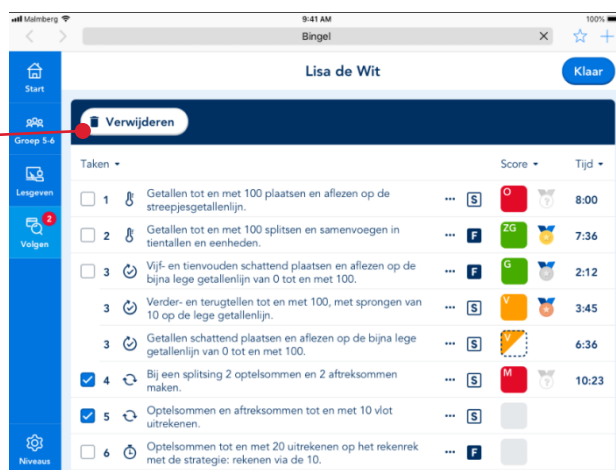 Malmberg
9:41 AM
100%
Bingel
Lisa de Wit
Klaar
Start
Groep 5-6
Lesgeven
2
Volgen
Niveaus
Verwijderen
Taken
Score
Tijd
1 Getallen tot en met 100 plaatsen en aflezen op de
streepjesgetallenlijn.
S O ? 8:00
2 Getallen tot en met 100 splitsen en samenvoegen in
tientallen en eenheden.
F ZG 7:36
3 Vijf- en tienvouden schattend plaatsen en aflezen op de
bijna lege getallenlijn van 0 tot en met 100.
F G 2:12
3 Verder- en terugtellen tot en met 100, met sprongen van
10 op de lege getallenlijn.
S V 3:45
3 Getallen schattend plaatsen en aflezen op de bijna lege
getallenlijn van 0 tot en met 100.
S V 6:36
4 Bij een splitsing 2 optelsommen en 2 aftreksommen
maken.
S M ? 10:23
5 Optelsommen en aftreksommen tot en met 10 vlot
uitrekenen.
S
6 Optelsommen tot en met 20 uitrekenen op het rekenrek
met de strategie: rekenen via de 10.
F